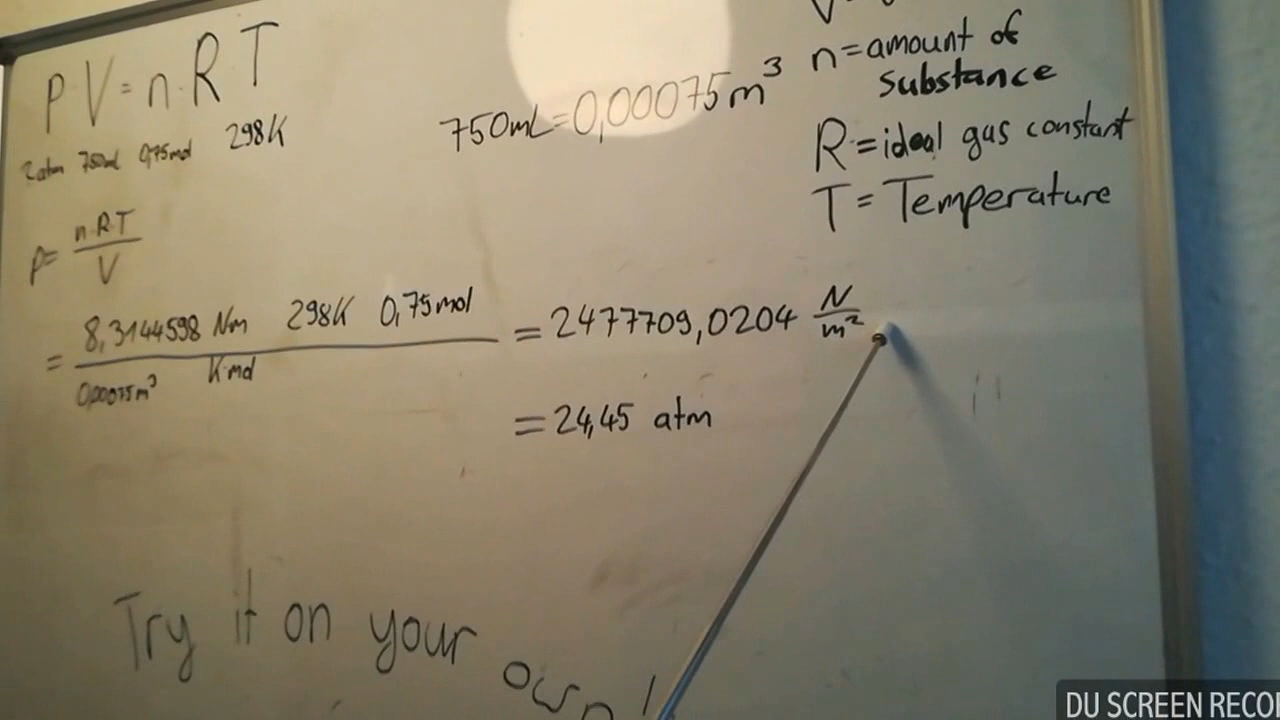 P·V=n·R·T
2atm 750ml 0,75mol 298K
750mL=0,00075m³
n=amount of
substance
R=ideal gas constant
T=Temperature
p= n·R·T / V
= 8,3144598 Nm 298K 0,75mol / 0,00075m³ K mol = 2477709,0204 N/m²
= 24,45 atm
Try it on your
own!
DU SCREEN RECO